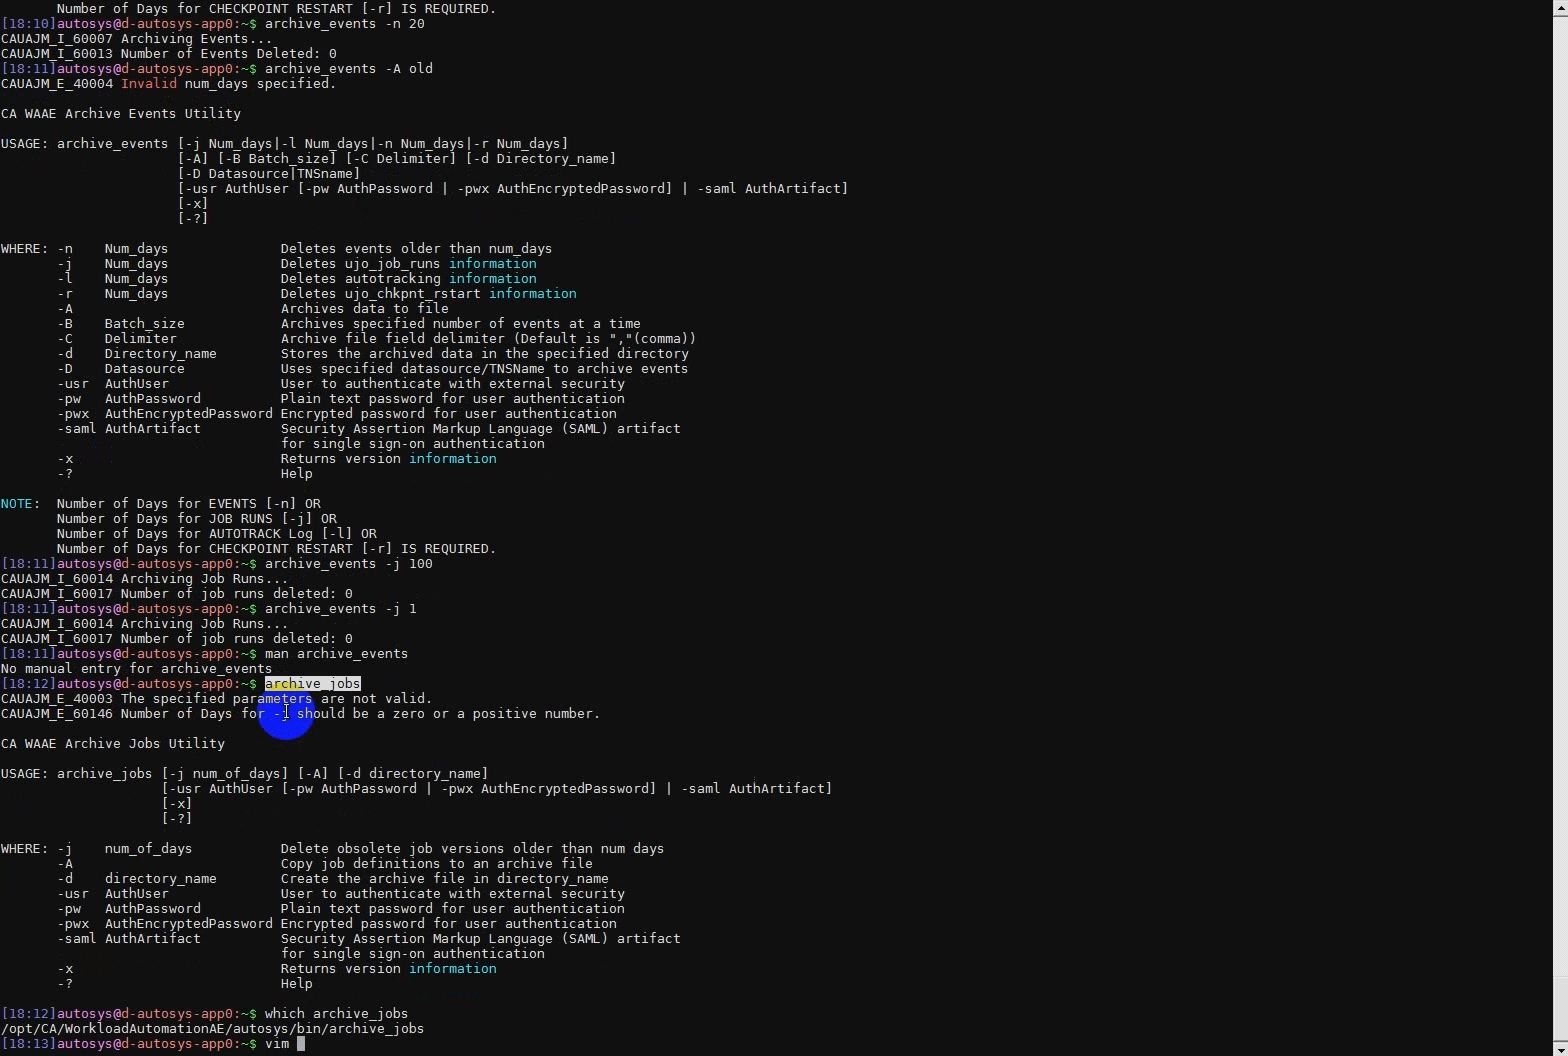 Number of Days for CHECKPOINT RESTART [-r] IS REQUIRED.
[18:10]autosys@d-autosys-app0:~$ archive_events -n 20
CAUAJM_I_60007 Archiving Events...
CAUAJM_I_60013 Number of Events Deleted: 0
[18:11]autosys@d-autosys-app0:~$ archive_events -A old
CAUAJM_E_40004 Invalid num_days specified.

CA WAAE Archive Events Utility

USAGE: archive_events [-j Num_days|-l Num_days|-n Num_days|-r Num_days]
                      [-A] [-B Batch_size] [-C Delimiter] [-d Directory_name]
                      [-D Datasource|TNSname]
                      [-usr AuthUser [-pw AuthPassword | -pwx AuthEncryptedPassword] | -saml AuthArtifact]
                      [-x]
                      [-?]

WHERE: -n    Num_days              Deletes events older than num_days
       -j    Num_days              Deletes ujo_job_runs information
       -l    Num_days              Deletes autotracking information
       -r    Num_days              Deletes ujo_chkpnt_rstart information
       -A                          Archives data to file
       -B    Batch_size            Archives specified number of events at a time
       -C    Delimiter             Archive file field delimiter (Default is ","(comma))
       -d    Directory_name        Stores the archived data in the specified directory
       -D    Datasource            Uses specified datasource/TNSName to archive events
       -usr  AuthUser              User to authenticate with external security
       -pw   AuthPassword          Plain text password for user authentication
       -pwx  AuthEncryptedPassword Encrypted password for user authentication
       -saml AuthArtifact          Security Assertion Markup Language (SAML) artifact
                                   for single sign-on authentication
       -x                          Returns version information
       -?                          Help

NOTE:  Number of Days for EVENTS [-n] OR
       Number of Days for JOB RUNS [-j] OR
       Number of Days for AUTOTRACK Log [-l] OR
       Number of Days for CHECKPOINT RESTART [-r] IS REQUIRED.
[18:11]autosys@d-autosys-app0:~$ archive_events -j 100
CAUAJM_I_60014 Archiving Job Runs...
CAUAJM_I_60017 Number of job runs deleted: 0
[18:11]autosys@d-autosys-app0:~$ archive_events -j 1
CAUAJM_I_60014 Archiving Job Runs...
CAUAJM_I_60017 Number of job runs deleted: 0
[18:11]autosys@d-autosys-app0:~$ man archive_events
No manual entry for archive_events
[18:12]autosys@d-autosys-app0:~$ archive_jobs
CAUAJM_E_40003 The specified parameters are not valid.
CAUAJM_E_60146 Number of Days for -j should be a zero or a positive number.

CA WAAE Archive Jobs Utility

USAGE: archive_jobs [-j num_of_days] [-A] [-d directory_name]
                    [-usr AuthUser [-pw AuthPassword | -pwx AuthEncryptedPassword] | -saml AuthArtifact]
                    [-x]
                    [-?]

WHERE: -j    num_of_days           Delete obsolete job versions older than num days
       -A                          Copy job definitions to an archive file
       -d    directory_name        Create the archive file in directory_name
       -usr  AuthUser              User to authenticate with external security
       -pw   AuthPassword          Plain text password for user authentication
       -pwx  AuthEncryptedPassword Encrypted password for user authentication
       -saml AuthArtifact          Security Assertion Markup Language (SAML) artifact
                                   for single sign-on authentication
       -x                          Returns version information
       -?                          Help

[18:12]autosys@d-autosys-app0:~$ which archive_jobs
/opt/CA/WorkloadAutomationAE/autosys/bin/archive_jobs
[18:13]autosys@d-autosys-app0:~$ vim